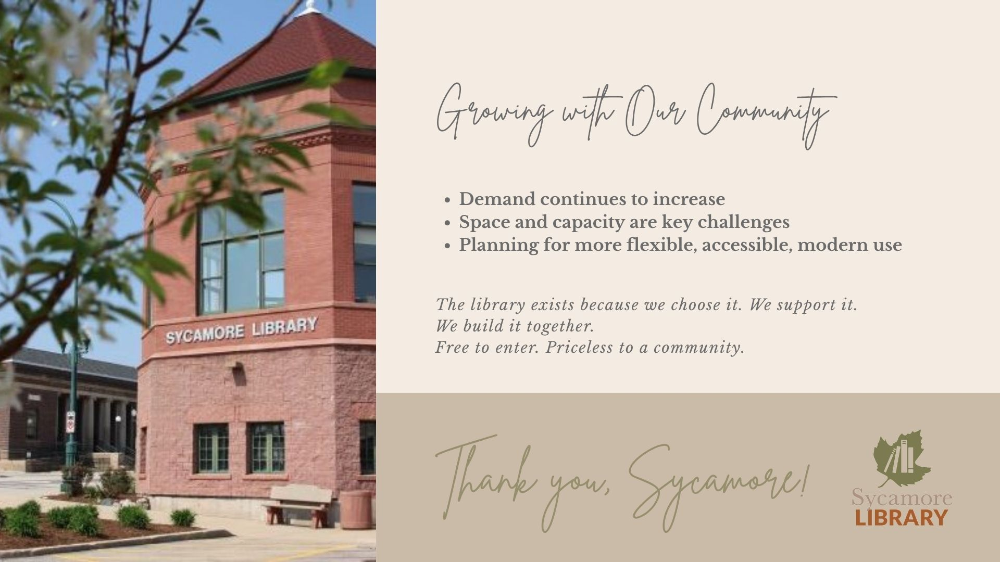 SYCAMORE LIBRARY
Growing with Our Community
• Demand continues to increase
• Space and capacity are key challenges
• Planning for more flexible, accessible, modern use
The library exists because we choose it. We support it.
We build it together.
Free to enter. Priceless to a community.
Thank you, Sycamore!
Sycamore
LIBRARY